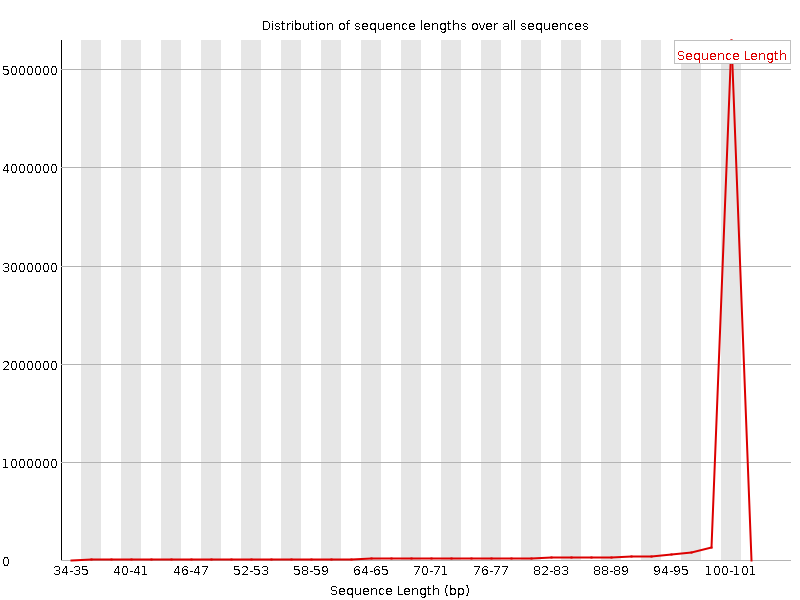 Distribution of sequence lengths over all sequences
Sequence Length
5000000
4000000
3000000
2000000
1000000
0
34-35 40-41 46-47 52-53 58-59 64-65 70-71 76-77 82-83 88-89 94-95 100-101
Sequence Length (bp)